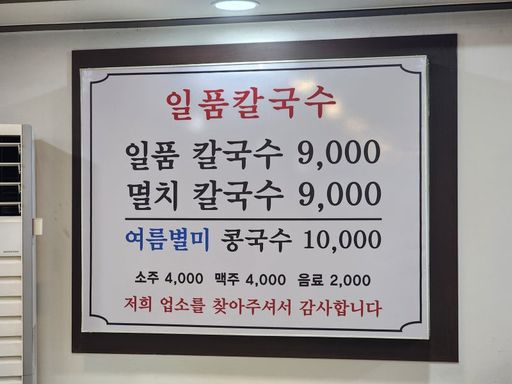 일품칼국수
일품 칼국수 9,000
멸치 칼국수 9,000
여름별미 콩국수 10,000
소주 4,000 맥주 4,000 음료 2,000
저희 업소를 찾아주셔서 감사합니다